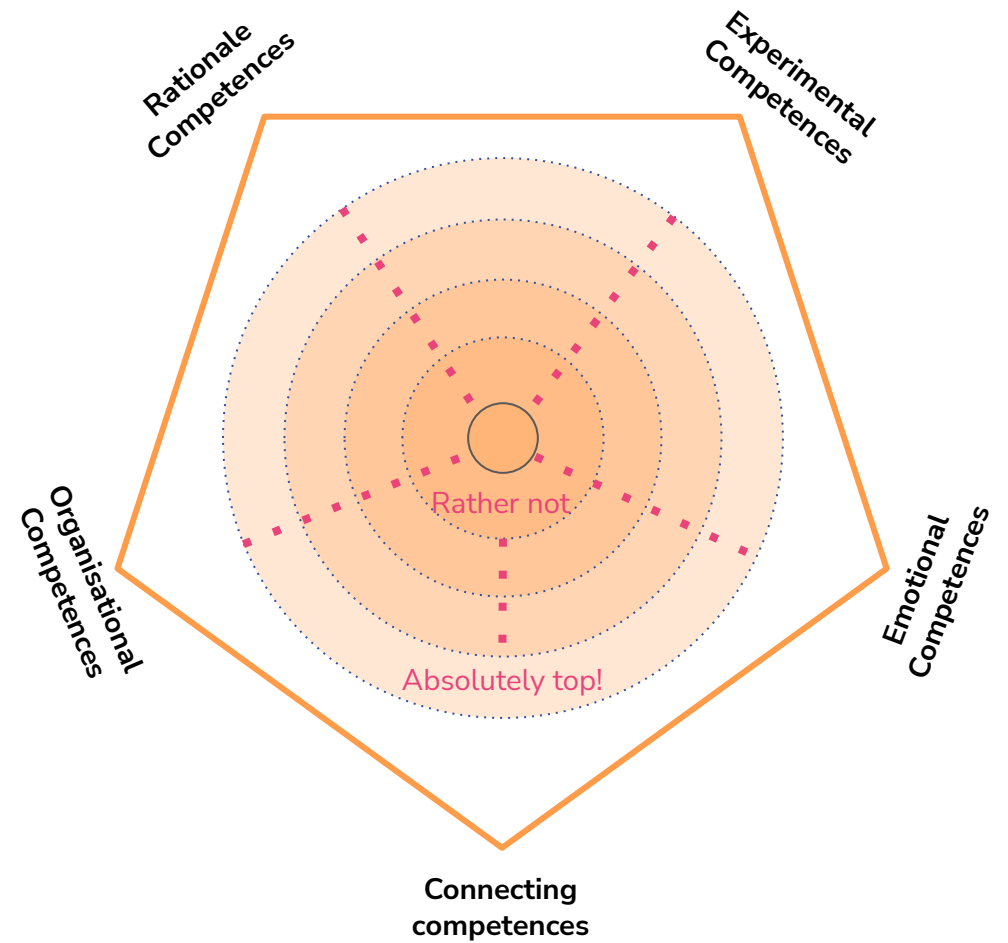 Rationale
Competences
Experimental
Competences
Rather not
Organisational
Competences
Emotional
Competences
Absolutely top!
Connecting
competences